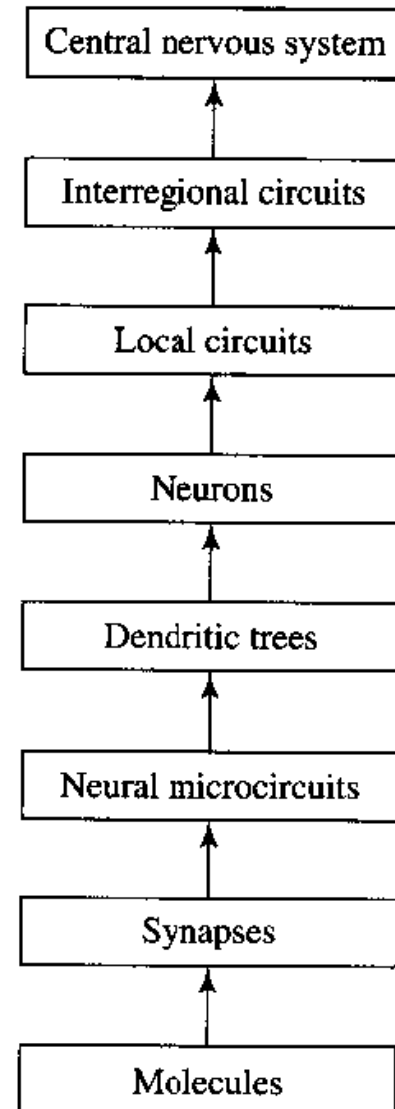 Central nervous system
Interregional circuits
Local circuits
Neurons
Dendritic trees
Neural microcircuits
Synapses
Molecules